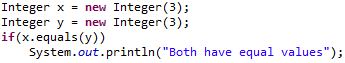 Integer x = new Integer(3);
Integer y = new Integer(3);
if(x.equals(y))
    System.out.println("Both have equal values");